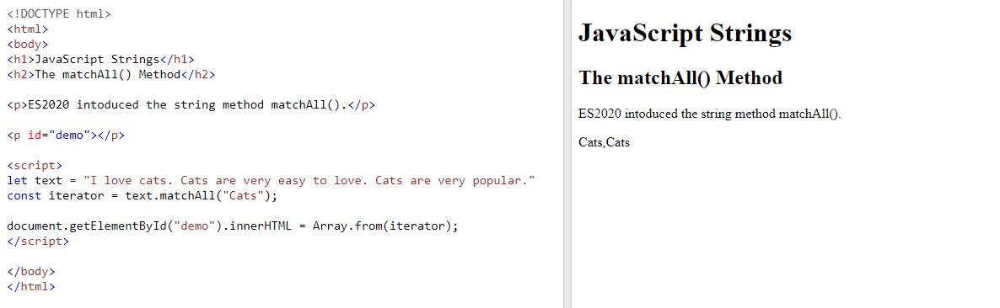 <!DOCTYPE html>
<html>
<body>
<h1>JavaScript Strings</h1>
<h2>The matchAll() Method</h2>
<p>ES2020 intoduced the string method matchAll().</p>
<p id="demo"></p>
<script>
let text = "I love cats. Cats are very easy to love. Cats are very popular."
const iterator = text.matchAll("Cats");
document.getElementById("demo").innerHTML = Array.from(iterator);
</script>
</body>
</html>
JavaScript Strings
The matchAll() Method
ES2020 intoduced the string method matchAll().
Cats,Cats